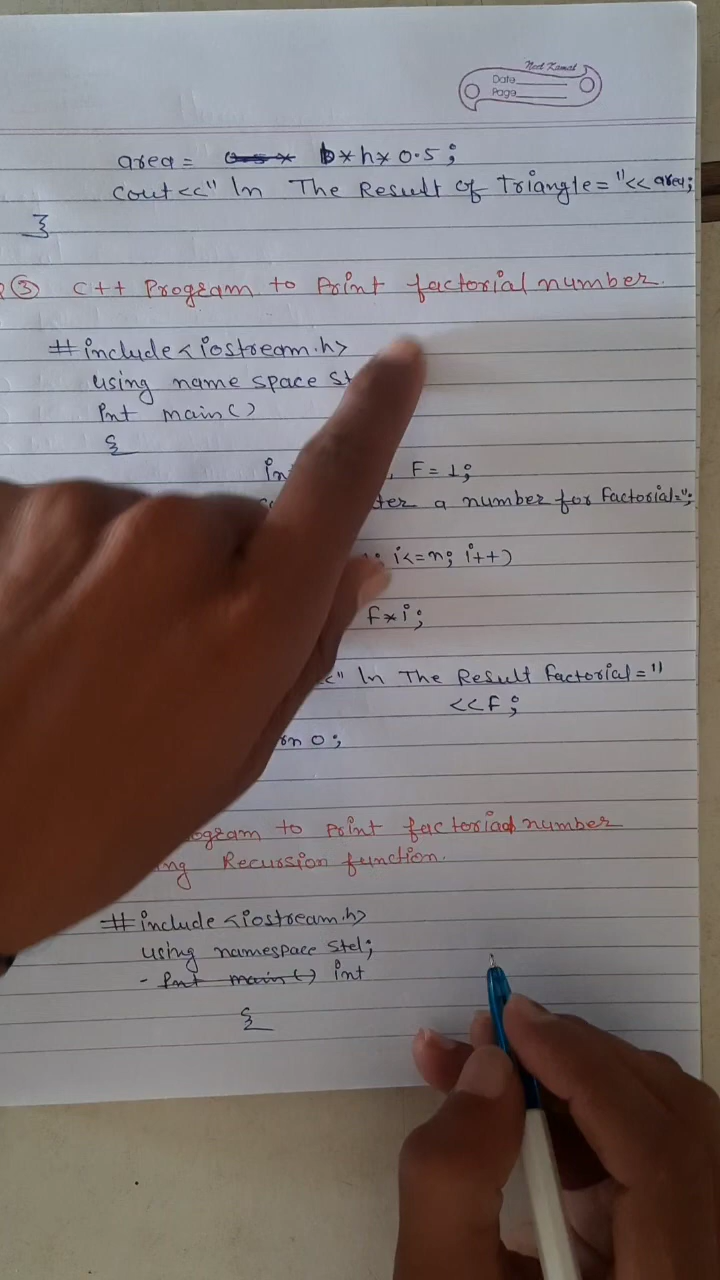 Neel Kamal
Date
Page
area = b*h*0.5;
cout<<" In The Result of Triangle = "<< area;
}
③ C++ Program to Print factorial number.
#include <iostream.h>
using name space
int main()
{
F = 1;
a number for Factorial=";
i<=n; i++)
f*i;
" In The Result Factorial = "
<<F;
0;
to print factorial number
Recursion function.
#include <iostream.h>
using namespace std;
int main() int
{